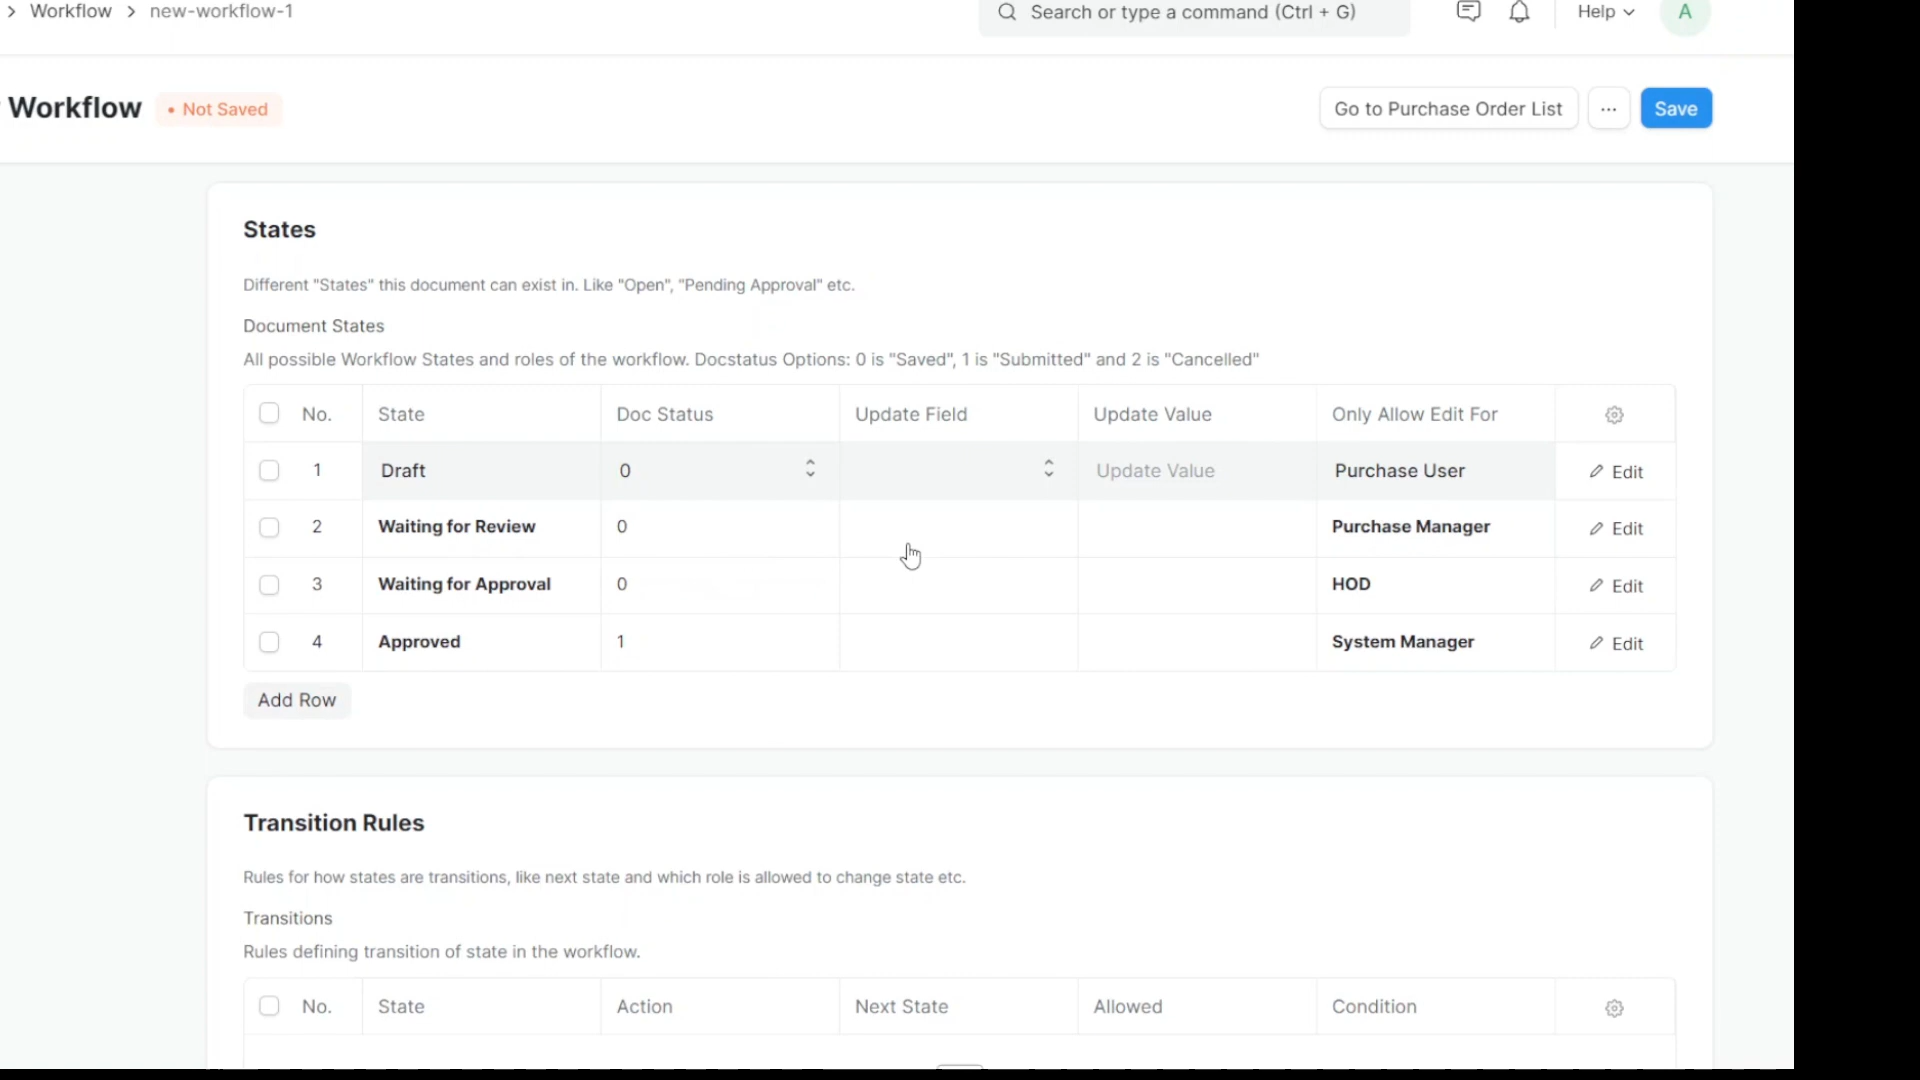 Workflow > new-workflow-1
Search or type a command (Ctrl + G)
Help
A
Workflow
• Not Saved
Go to Purchase Order List
···
Save
States
Different "States" this document can exist in. Like "Open", "Pending Approval" etc.
Document States
All possible Workflow States and roles of the workflow. Docstatus Options: 0 is "Saved", 1 is "Submitted" and 2 is "Cancelled"
No. State Doc Status Update Field Update Value Only Allow Edit For
1 Draft 0 Update Value Purchase User Edit
2 Waiting for Review 0 Purchase Manager Edit
3 Waiting for Approval 0 HOD Edit
4 Approved 1 System Manager Edit
Add Row
Transition Rules
Rules for how states are transitions, like next state and which role is allowed to change state etc.
Transitions
Rules defining transition of state in the workflow.
No. State Action Next State Allowed Condition